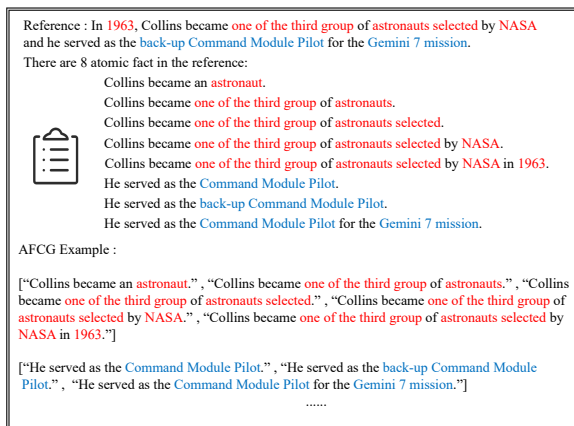 Reference : In 1963, Collins became one of the third group of astronauts selected by NASA
and he served as the back-up Command Module Pilot for the Gemini 7 mission.
There are 8 atomic fact in the reference:
Collins became an astronaut.
Collins became one of the third group of astronauts.
Collins became one of the third group of astronauts selected.
Collins became one of the third group of astronauts selected by NASA.
Collins became one of the third group of astronauts selected by NASA in 1963.
He served as the Command Module Pilot.
He served as the back-up Command Module Pilot.
He served as the Command Module Pilot for the Gemini 7 mission.
AFCG Example :
[“Collins became an astronaut.” , “Collins became one of the third group of astronauts.” , “Collins
became one of the third group of astronauts selected.” , “Collins became one of the third group of
astronauts selected by NASA.” , “Collins became one of the third group of astronauts selected by
NASA in 1963.”]
[“He served as the Command Module Pilot.” , “He served as the back-up Command Module
Pilot.” , “He served as the Command Module Pilot for the Gemini 7 mission.”]
......